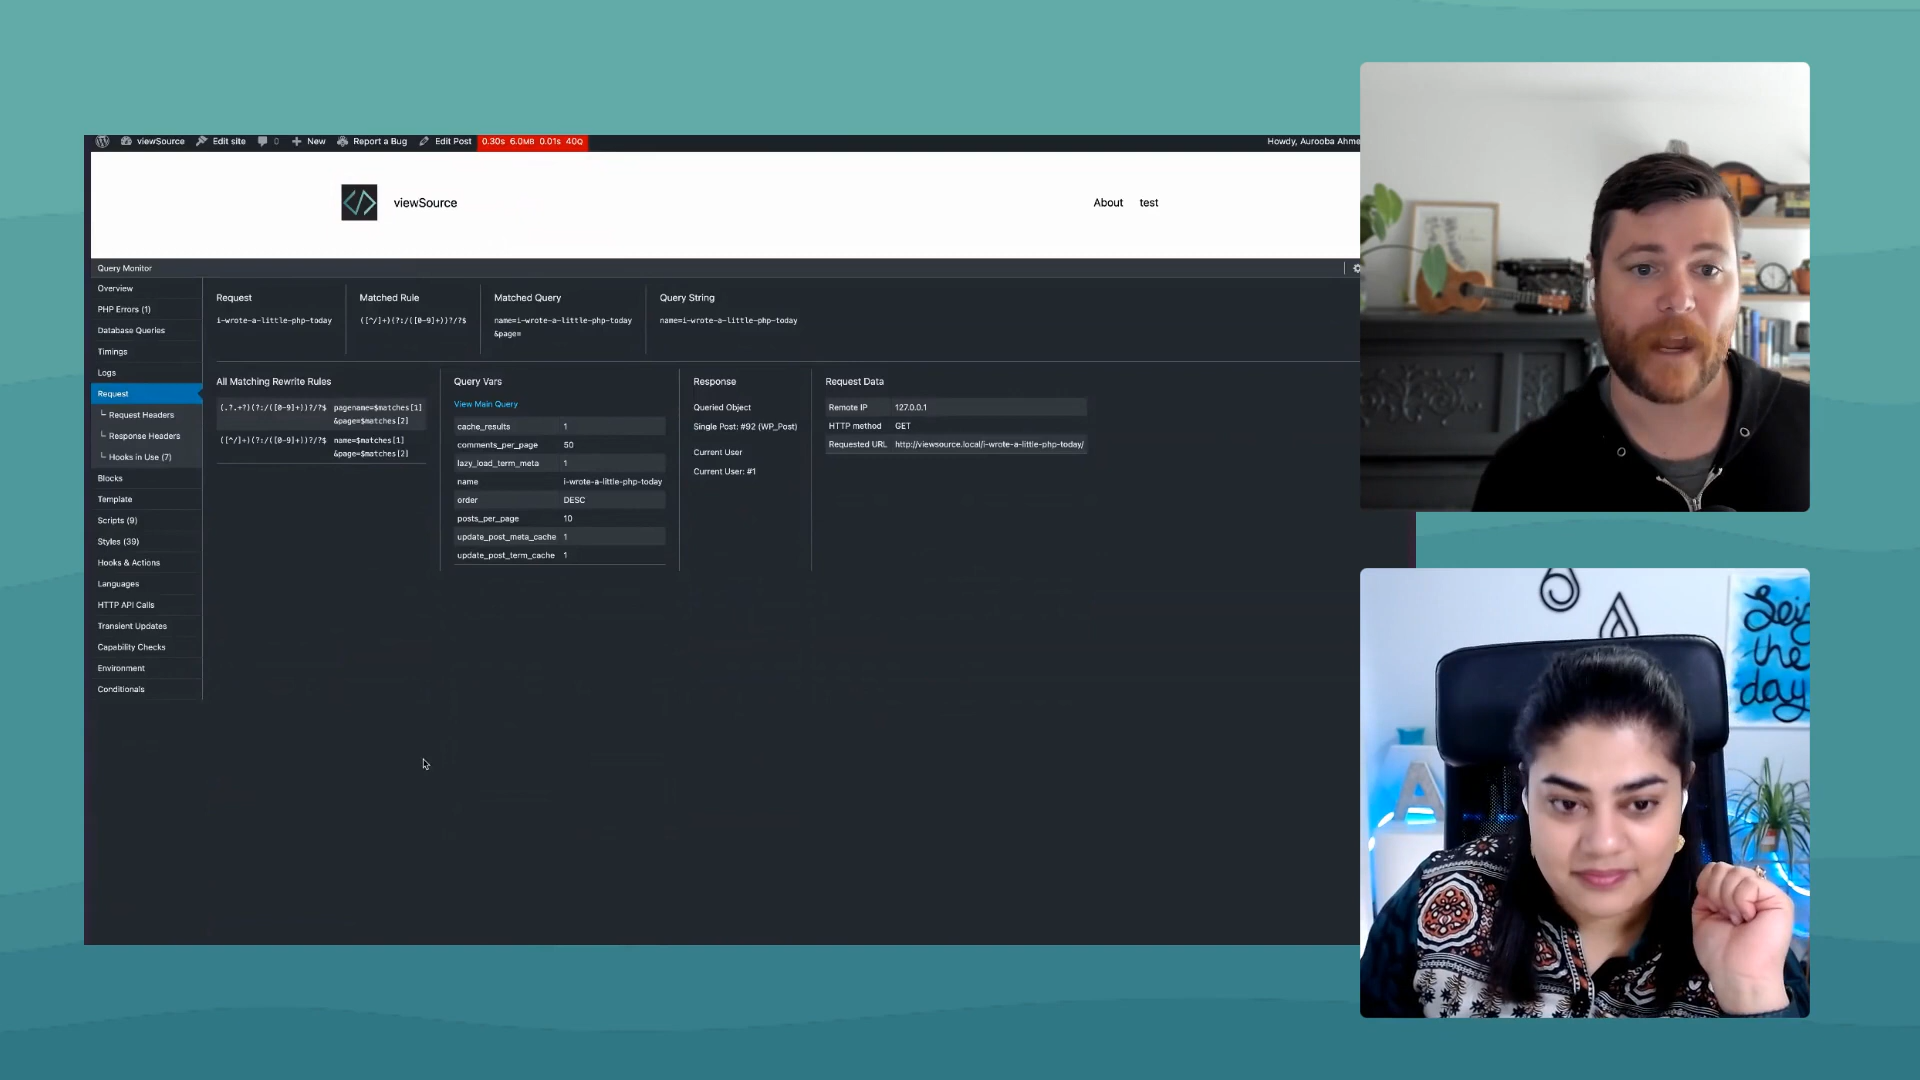 viewSource
Edit site
0
New
Report a Bug
Edit Post
0.30s 6.0MB 0.01s 40Q
Howdy, Aurooba Ahme
</>
viewSource
About
test
Query Monitor
Overview
PHP Errors (1)
Database Queries
Timings
Logs
Request
Request Headers
Response Headers
Hooks in Use (7)
Blocks
Template
Scripts (9)
Styles (39)
Hooks & Actions
Languages
HTTP API Calls
Transient Updates
Capability Checks
Environment
Conditionals
Request
i-wrote-a-little-php-today
Matched Rule
([^/]+)(?:/([0-9]+))?/?$
Matched Query
name=i-wrote-a-little-php-today
&page=
Query String
name=i-wrote-a-little-php-today
All Matching Rewrite Rules
(.?.+?)(?:/([0-9]+))?/?$ pagename=$matches[1]
&page=$matches[2]
([^/]+)(?:/([0-9]+))?/?$ name=$matches[1]
&page=$matches[2]
Query Vars
View Main Query
cache_results 1
comments_per_page 50
lazy_load_term_meta 1
name i-wrote-a-little-php-today
order DESC
posts_per_page 10
update_post_meta_cache 1
update_post_term_cache 1
Response
Queried Object
Single Post: #92 (WP_Post)
Current User
Current User: #1
Request Data
Remote IP 127.0.0.1
HTTP method GET
Requested URL http://viewsource.local/i-wrote-a-little-php-today/
Seiz
the
day
A